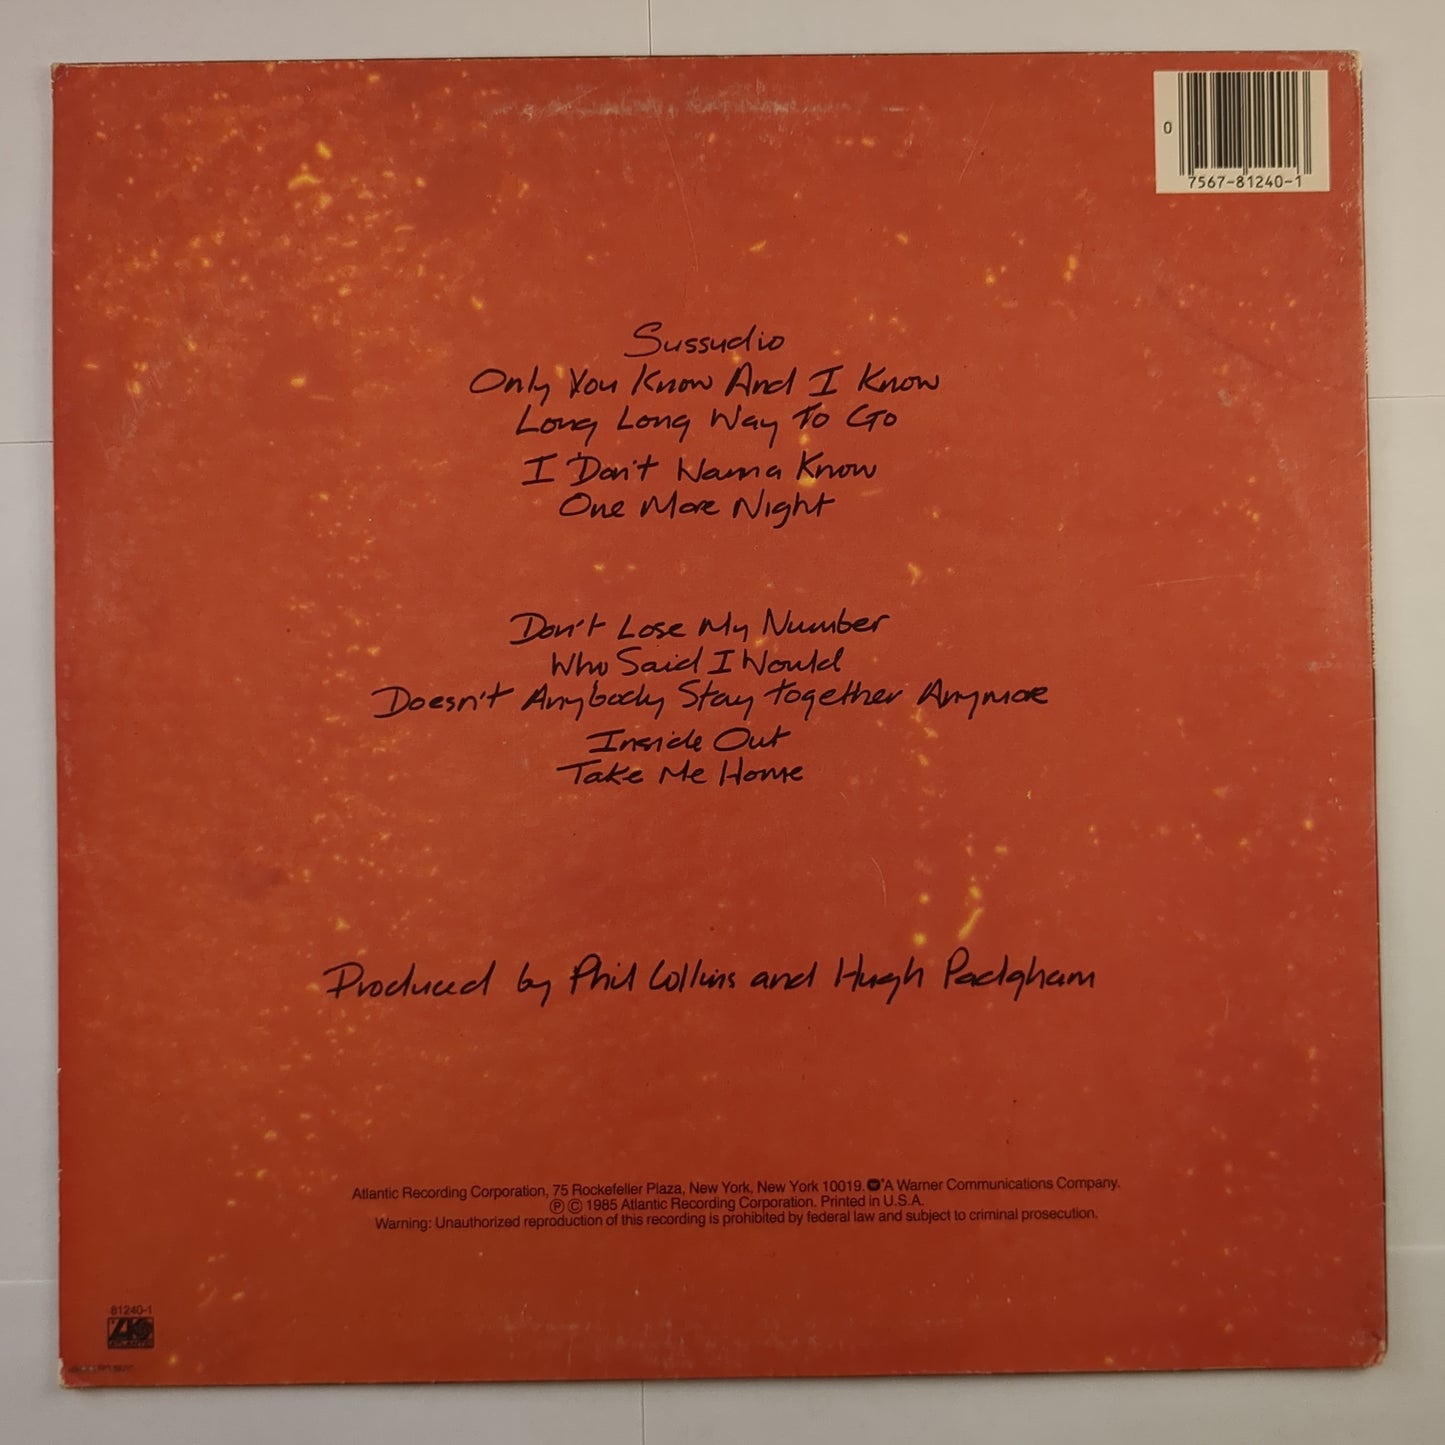 0
7567-81240-1
Sussudio
Only You Know And I Know
Long Long Way To Go
I Don't Wanna Know
One More Night
Don't Lose My Number
Who Said I Would
Doesn't Anybody Stay Together Anymore
Inside Out
Take Me Home
Produced by Phil Collins and Hugh Padgham
Atlantic Recording Corporation, 75 Rockefeller Plaza, New York, New York 10019. A Warner Communications Company.
℗ © 1985 Atlantic Recording Corporation. Printed in U.S.A.
Warning: Unauthorized reproduction of this recording is prohibited by federal law and subject to criminal prosecution.
81240-1
ATLANTIC